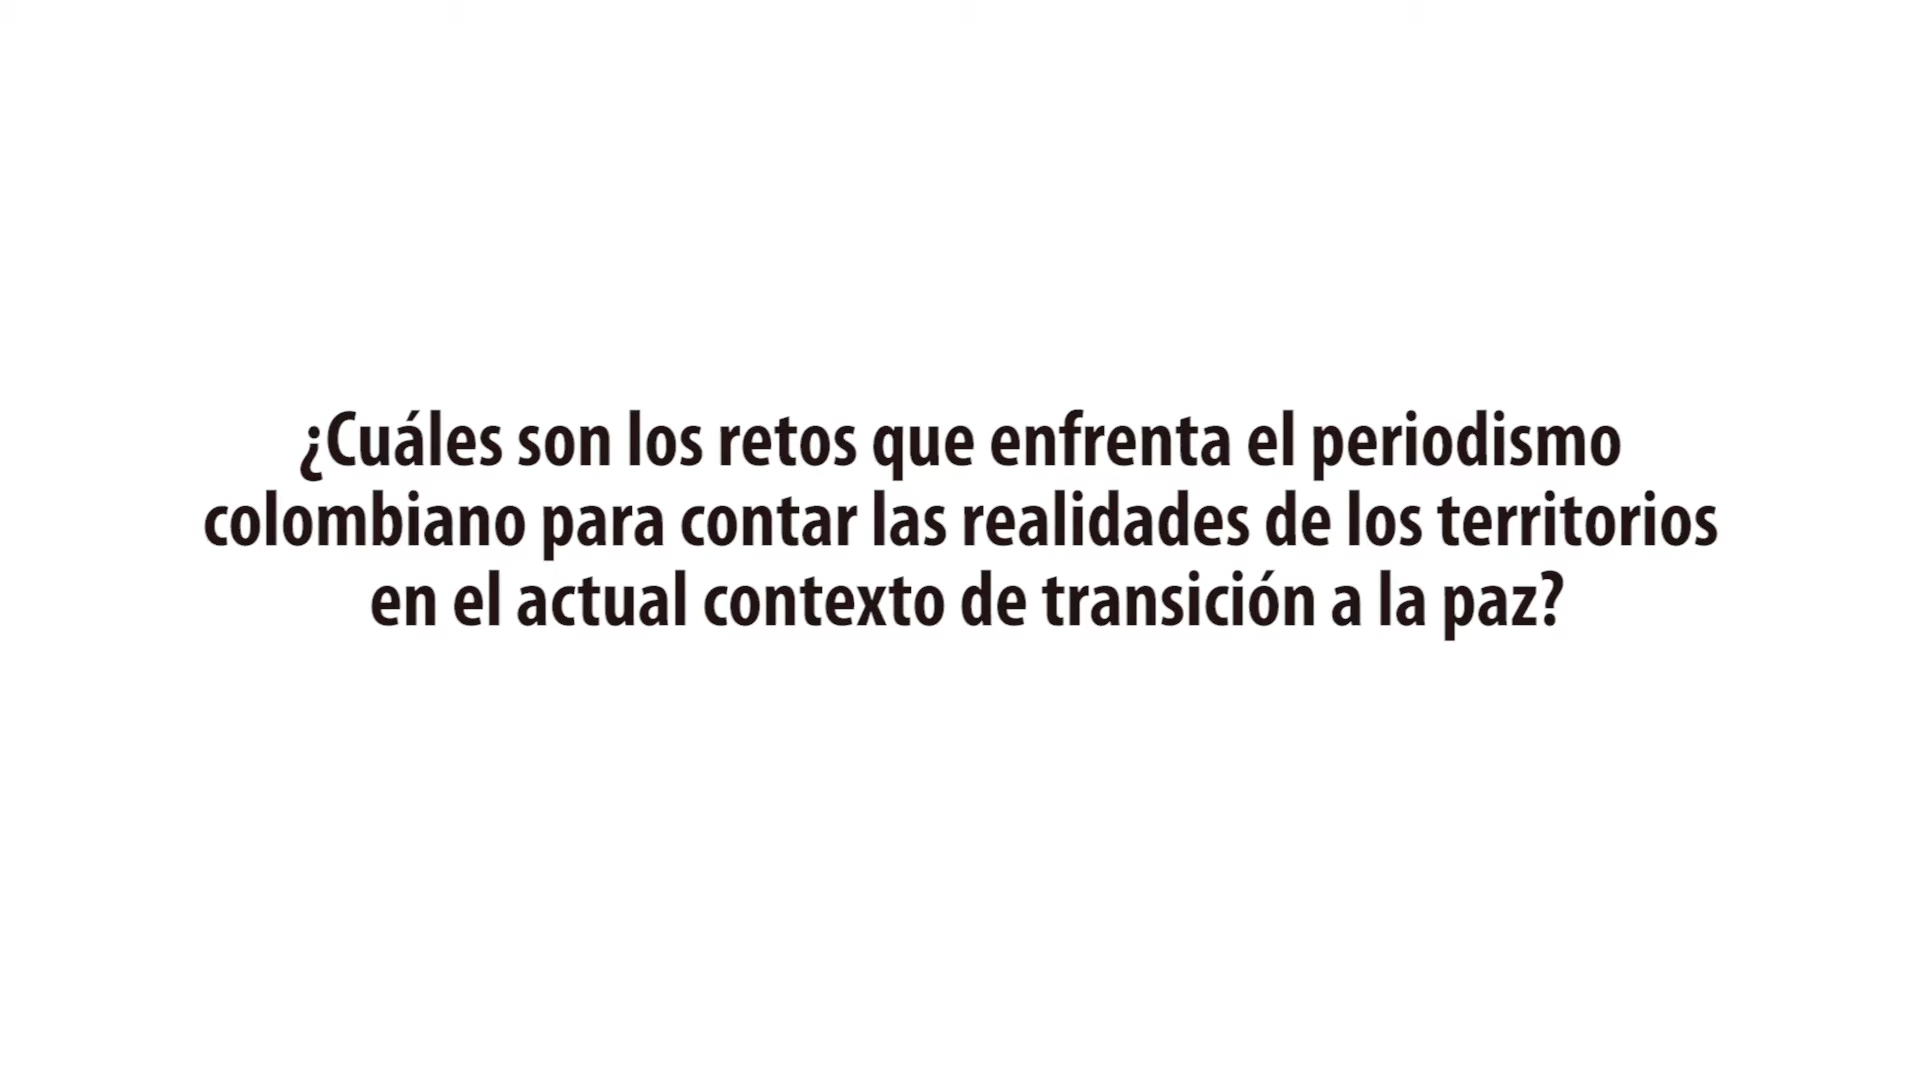 ¿Cuáles son los retos que enfrenta el periodismo
colombiano para contar las realidades de los territorios
en el actual contexto de transición a la paz?